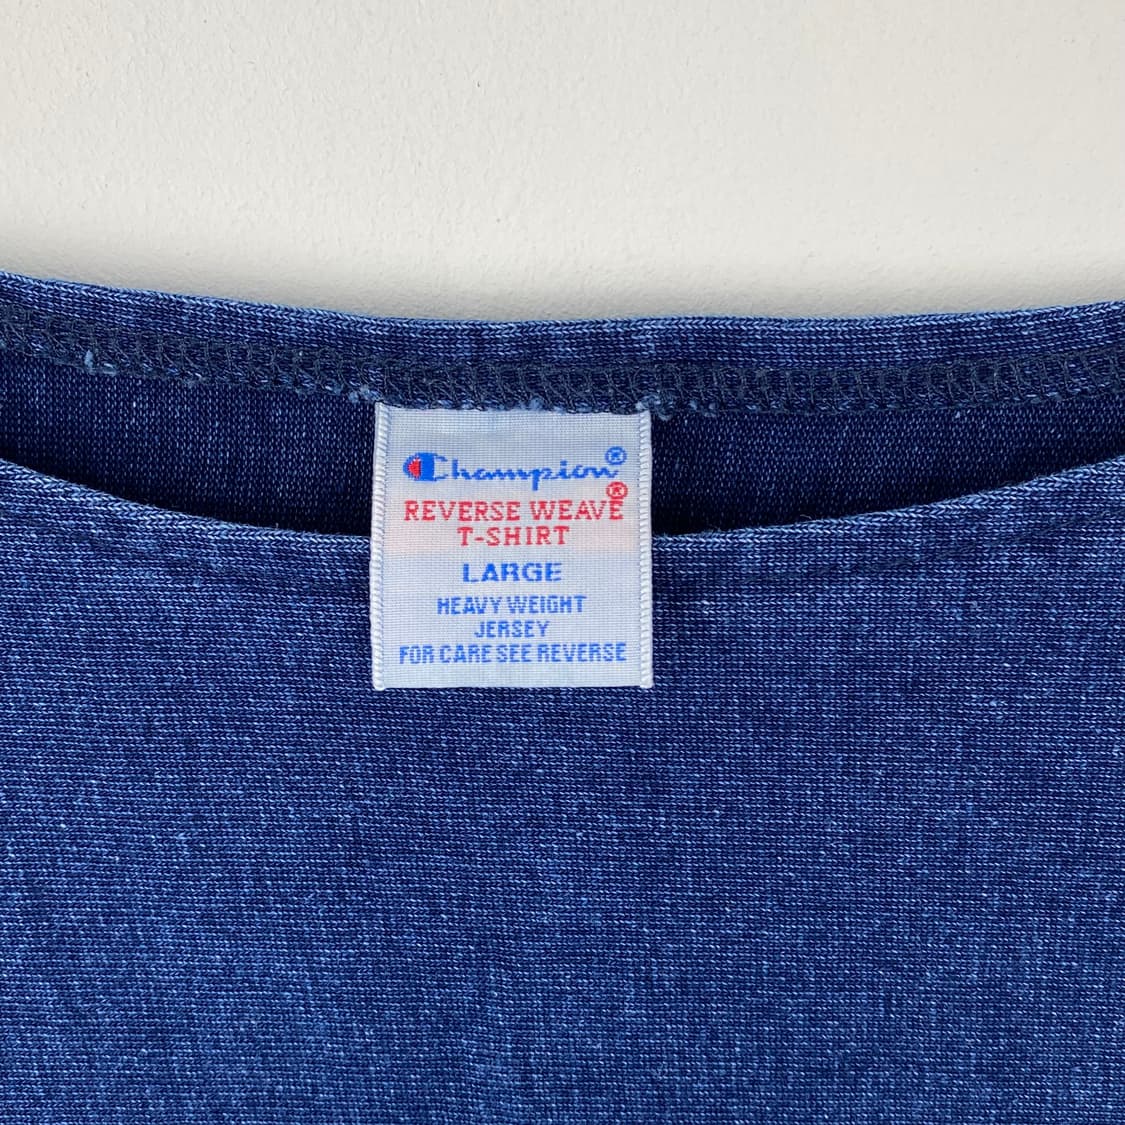 Champion®
REVERSE WEAVE®
T-SHIRT
LARGE
HEAVY WEIGHT
JERSEY
FOR CARE SEE REVERSE